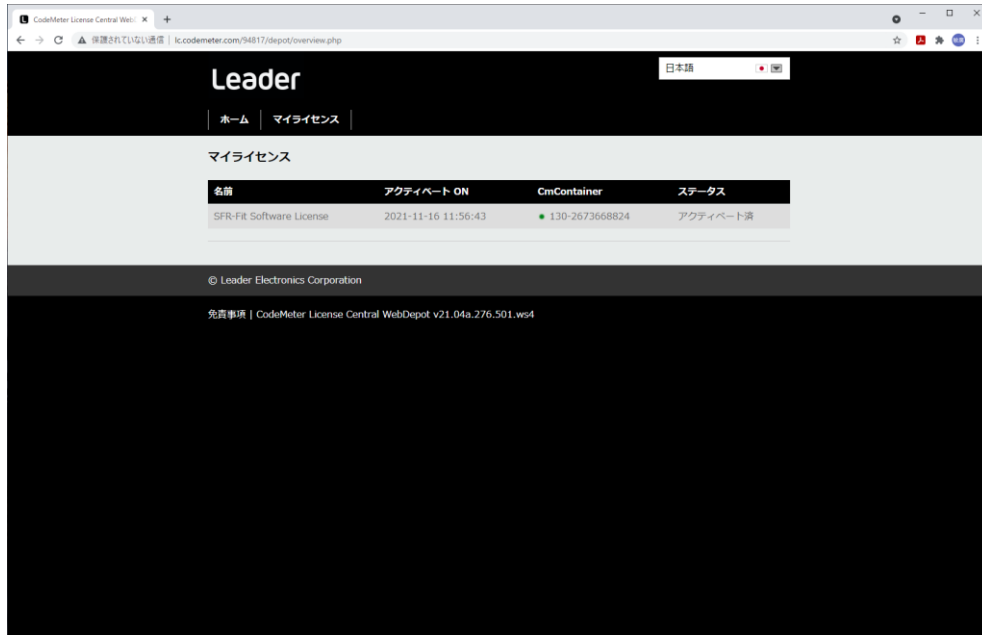 CodeMeter License Central WebD
保護されていない通信 | lc.codemeter.com/94817/depot/overview.php
Leader
日本語
ホーム マイライセンス
マイライセンス
名前 アクティベート ON CmContainer ステータス
SFR-Fit Software License 2021-11-16 11:56:43 130-2673668824 アクティベート済
© Leader Electronics Corporation
免責事項 | CodeMeter License Central WebDepot v21.04a.276.501.ws4